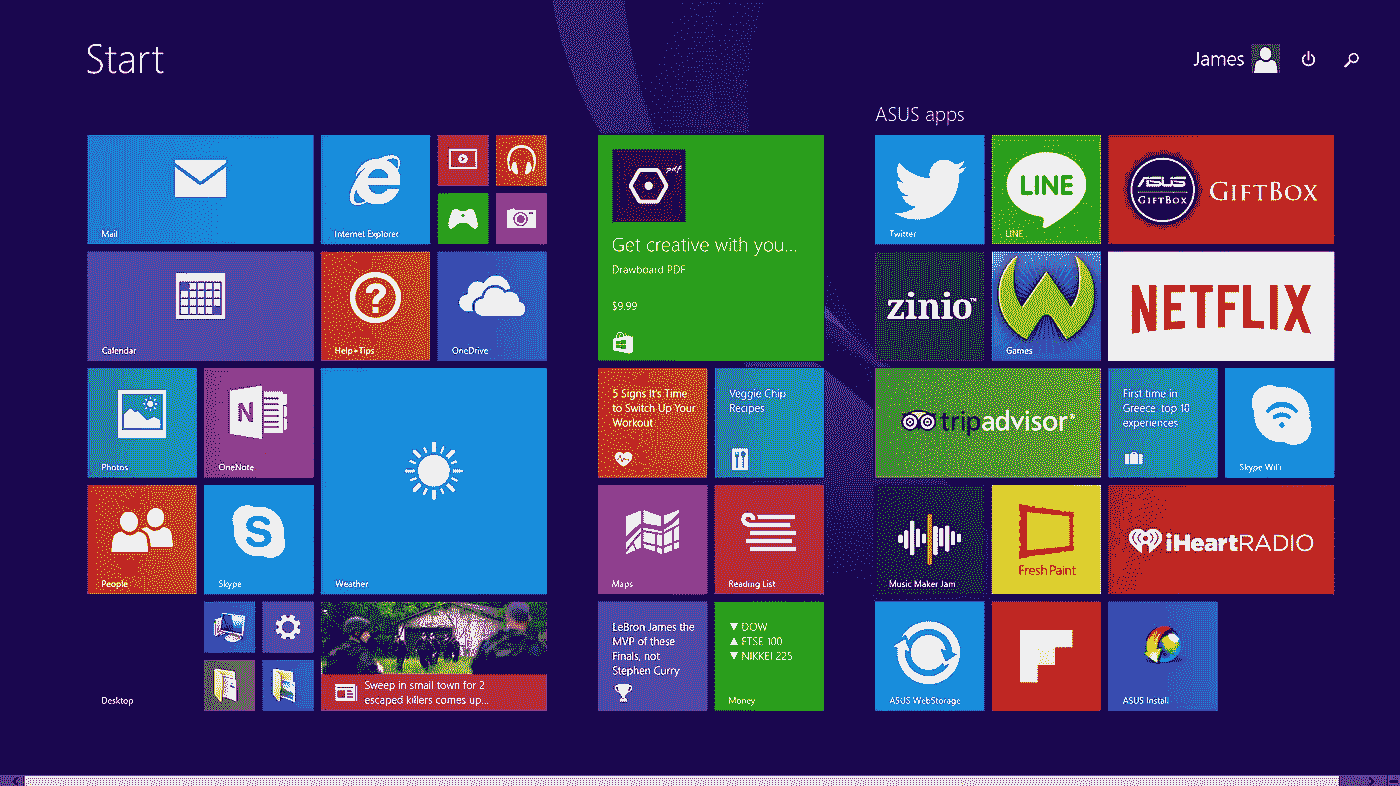 Start
James
ASUS apps
Mail
Internet Explorer
Calendar
Help+Tips
OneDrive
Photos
N
OneNote
People
S
Skype
Weather
Desktop
Sweep in small town for 2
escaped killers comes up...
pdf
Get creative with you...
Drawboard PDF
$9.99
5 Signs It's Time
to Switch Up Your
Workout
Veggie Chip
Recipes
Maps
Reading List
LeBron James the
MVP of these
Finals, not
Stephen Curry
▼ DOW
▲ FTSE 100
▼ NIKKEI 225
Money
Twitter
LINE
LINE
ASUS
GIFTBOX
GIFTBOX
zinio™
Games
NETFLIX
tripadvisor®
First time in
Greece: top 10
experiences
Skype WiFi
Music Maker Jam
Fresh Paint
iHeartRADIO
ASUS WebStorage
ASUS Install